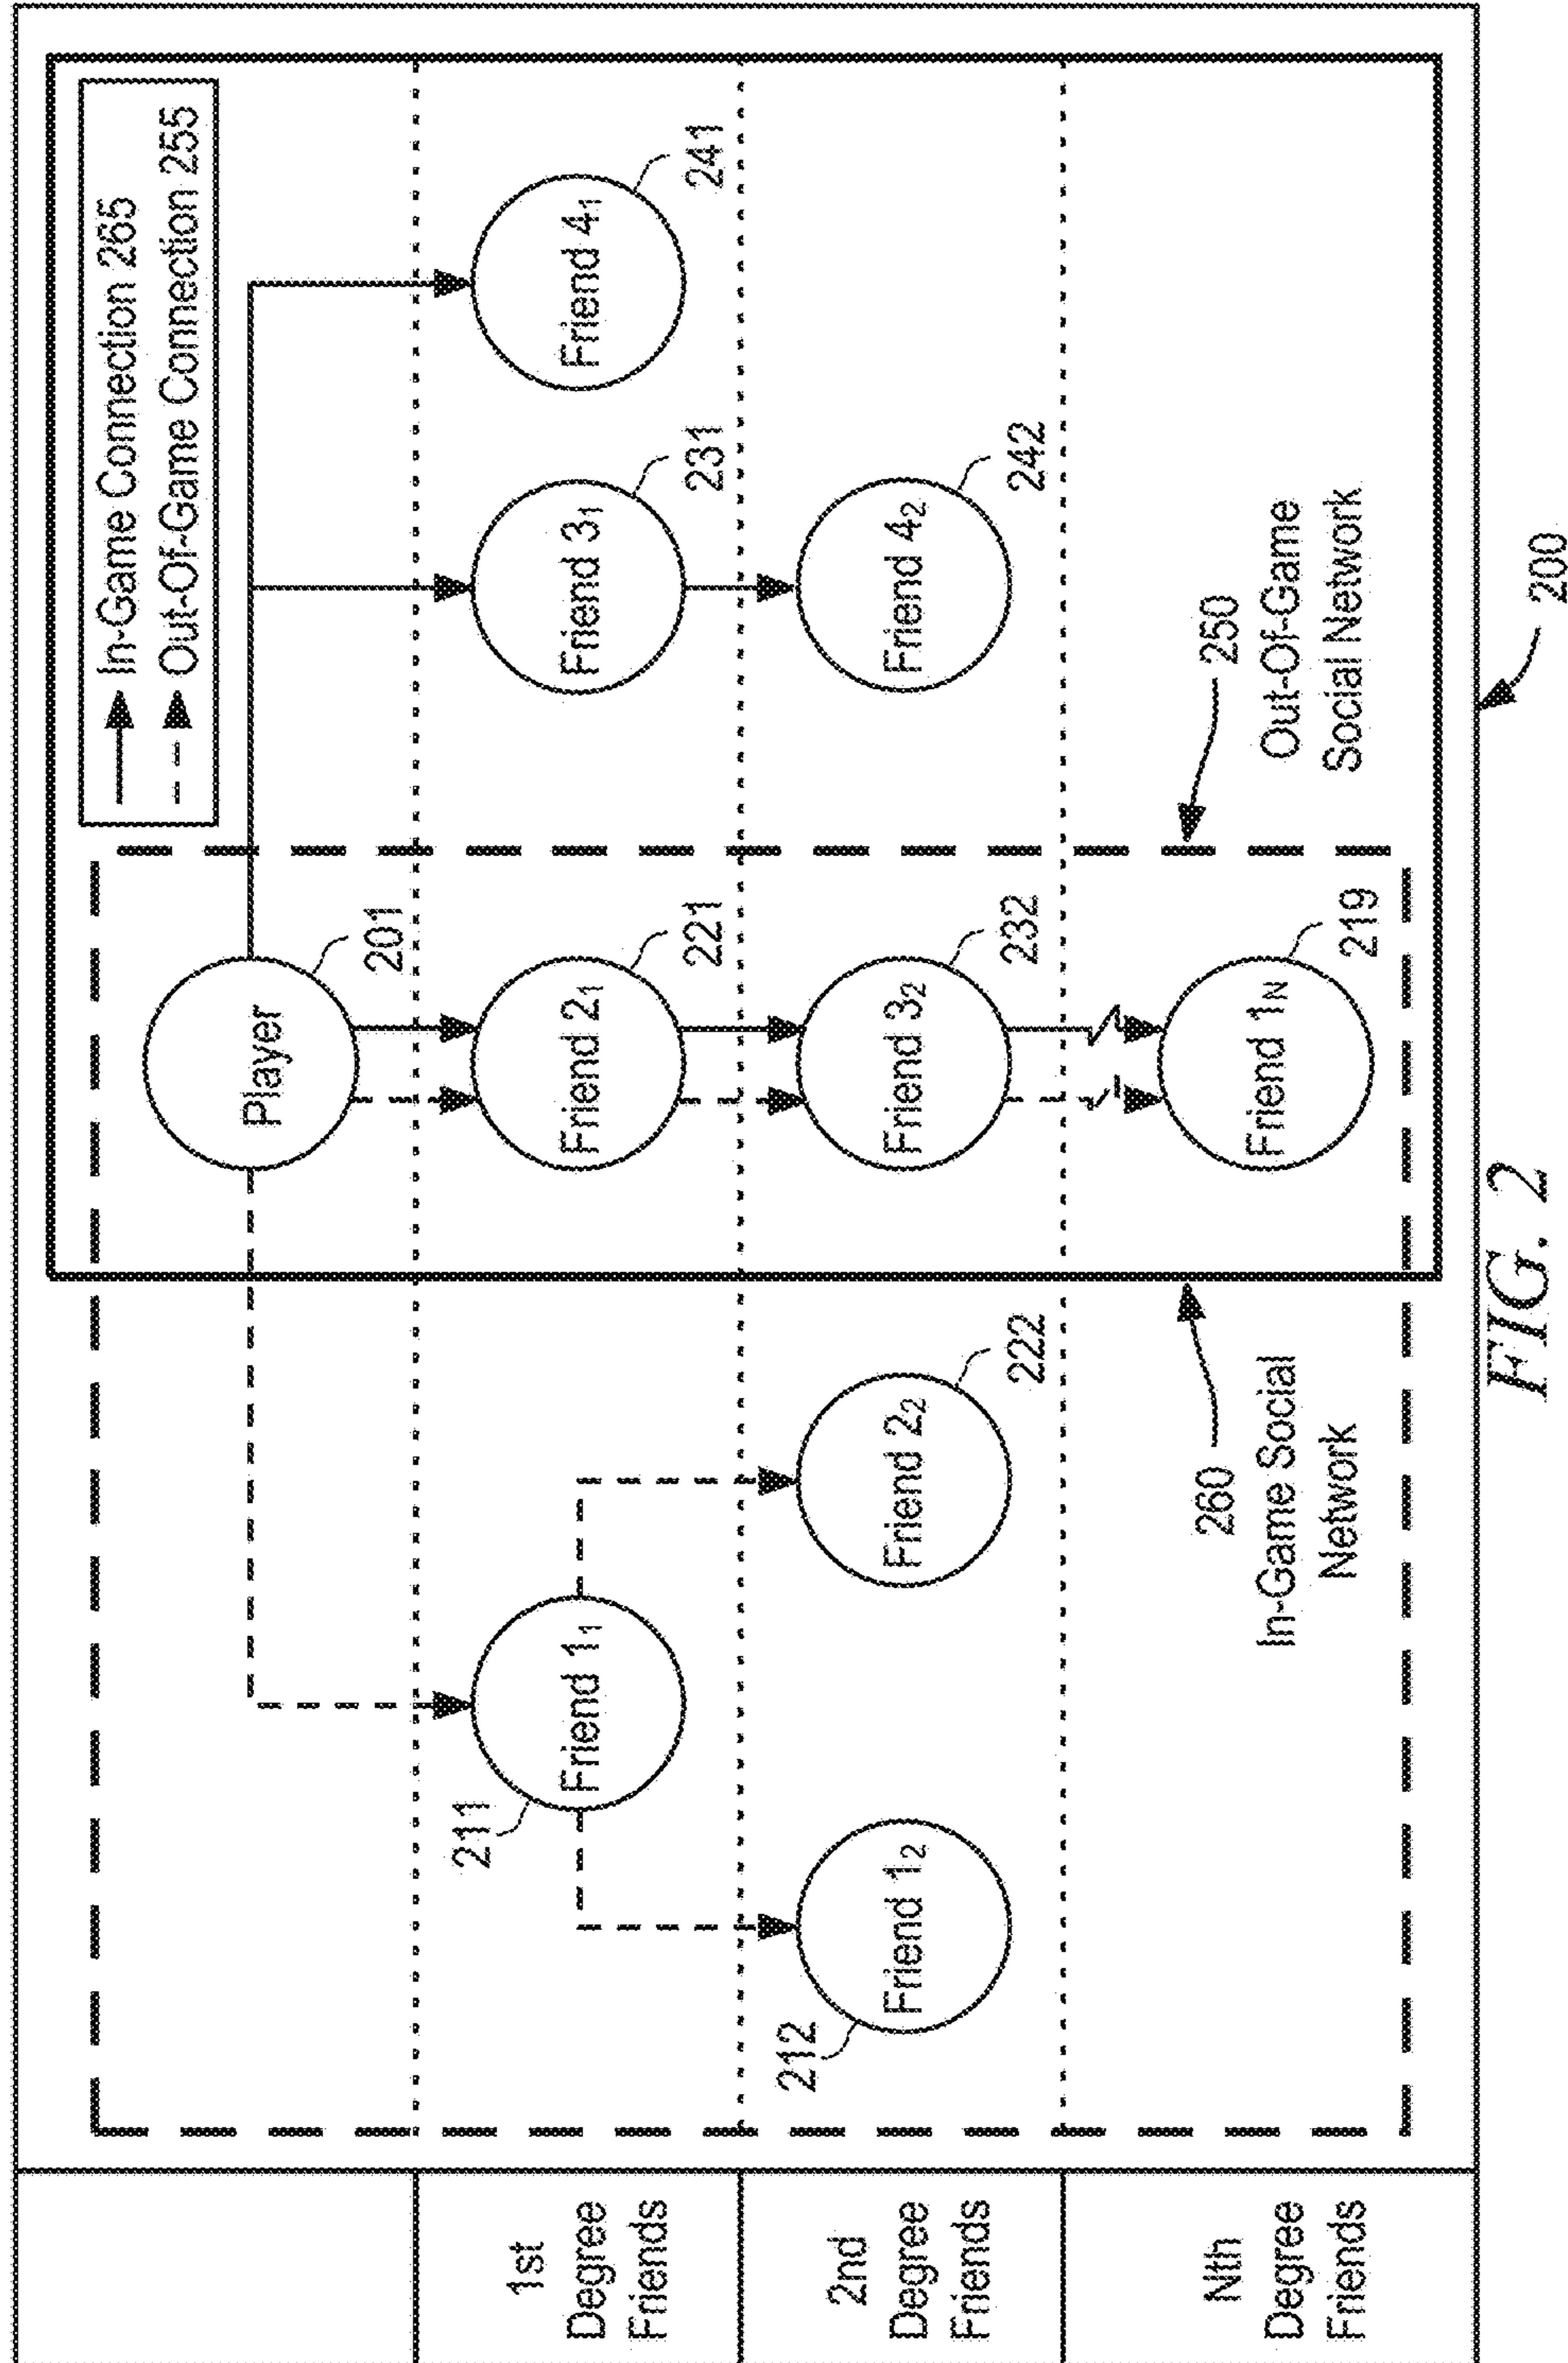 In-Game Connection 265
Out-Of-Game Connection 255
Player
201
1st
Degree
Friends
211
Friend 1₁
Friend 2₁
221
Friend 3₁
231
Friend 4₁
241
2nd
Degree
Friends
212
Friend 1₂
Friend 2₂
222
Friend 3₂
232
Friend 4₂
242
Nth
Degree
Friends
260
In-Game Social
Network
Friend 1N
219
250
Out-Of-Game
Social Network
200
FIG. 2